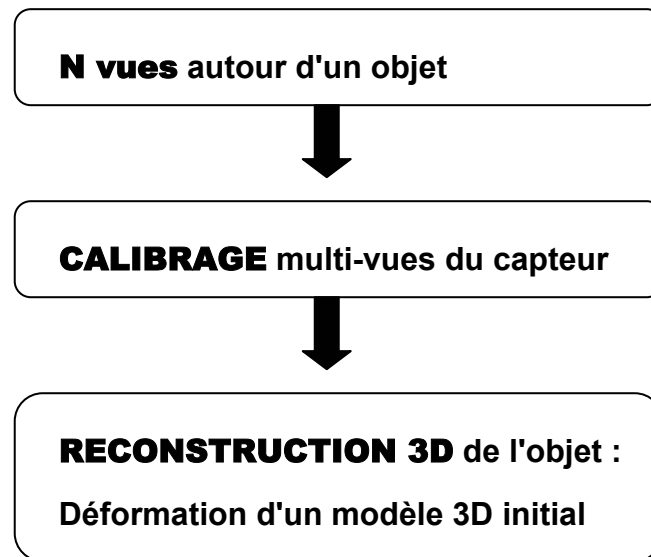 N vues autour d'un objet
CALIBRAGE multi-vues du capteur
RECONSTRUCTION 3D de l'objet :
Déformation d'un modèle 3D initial